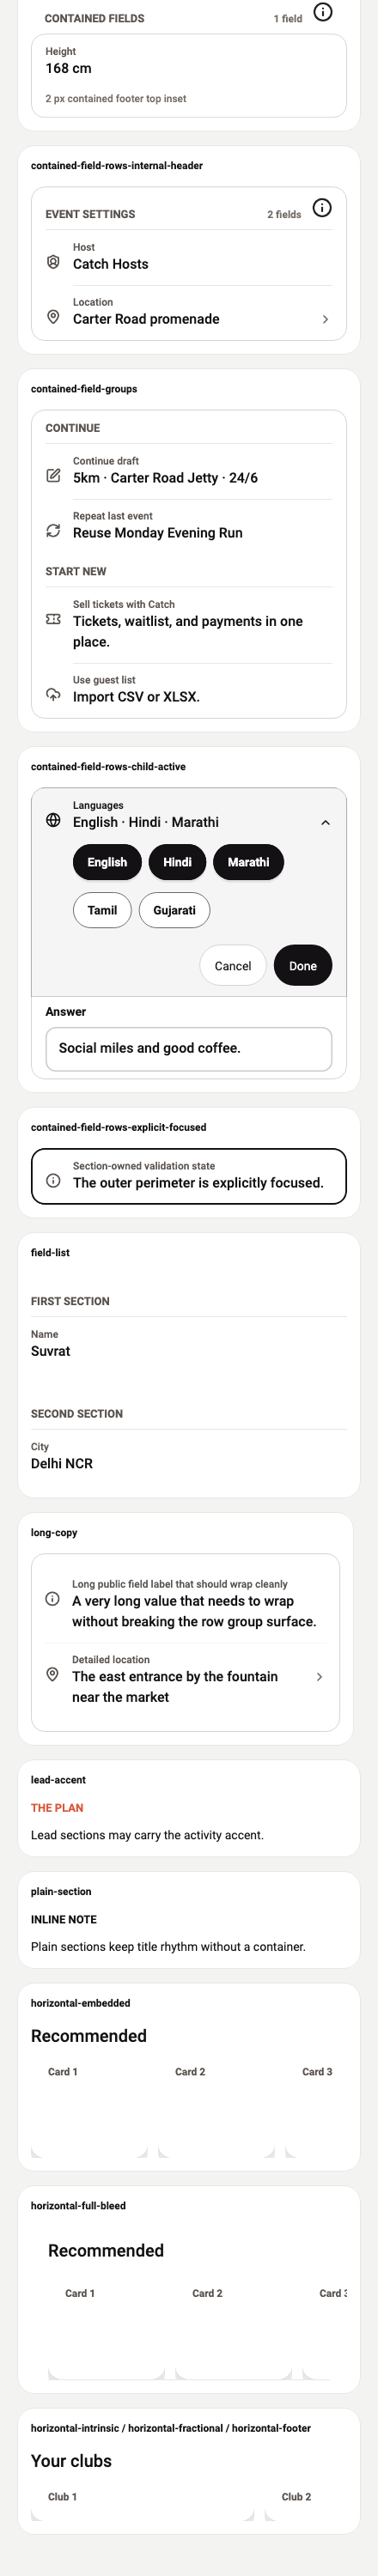 CONTAINED FIELDS 1 field
Height
168 cm
2 px contained footer top inset
contained-field-rows-internal-header
EVENT SETTINGS 2 fields
Host
Catch Hosts
Location
Carter Road promenade
contained-field-groups
CONTINUE
Continue draft
5km · Carter Road Jetty · 24/6
Repeat last event
Reuse Monday Evening Run
START NEW
Sell tickets with Catch
Tickets, waitlist, and payments in one
place.
Use guest list
Import CSV or XLSX.
contained-field-rows-child-active
Languages
English · Hindi · Marathi
English Hindi Marathi
Tamil Gujarati
Cancel Done
Answer
Social miles and good coffee.
contained-field-rows-explicit-focused
Section-owned validation state
The outer perimeter is explicitly focused.
field-list
FIRST SECTION
Name
Suvrat
SECOND SECTION
City
Delhi NCR
long-copy
Long public field label that should wrap cleanly
A very long value that needs to wrap
without breaking the row group surface.
Detailed location
The east entrance by the fountain
near the market
lead-accent
THE PLAN
Lead sections may carry the activity accent.
plain-section
INLINE NOTE
Plain sections keep title rhythm without a container.
horizontal-embedded
Recommended
Card 1 Card 2 Card 3
horizontal-full-bleed
Recommended
Card 1 Card 2 Card 3
horizontal-intrinsic / horizontal-fractional / horizontal-footer
Your clubs
Club 1 Club 2